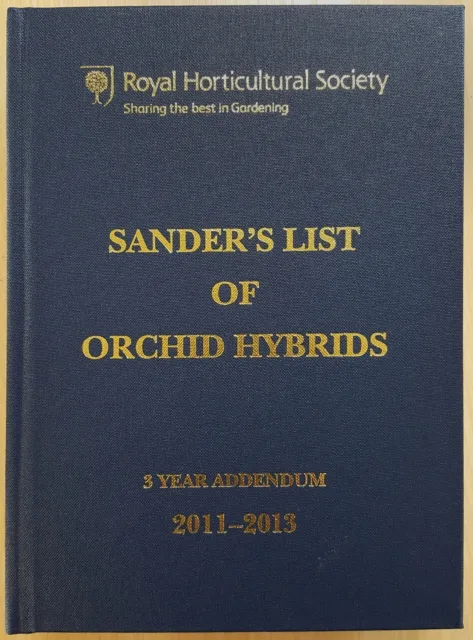 Royal Horticultural Society
Sharing the best in Gardening
SANDER'S LIST
OF
ORCHID HYBRIDS
3 YEAR ADDENDUM
2011–2013